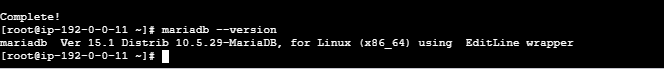 Complete!
[root@ip-192-0-0-11 ~]# mariadb --version
mariadb  Ver 15.1 Distrib 10.5.29-MariaDB, for Linux (x86_64) using  EditLine wrapper
[root@ip-192-0-0-11 ~]#